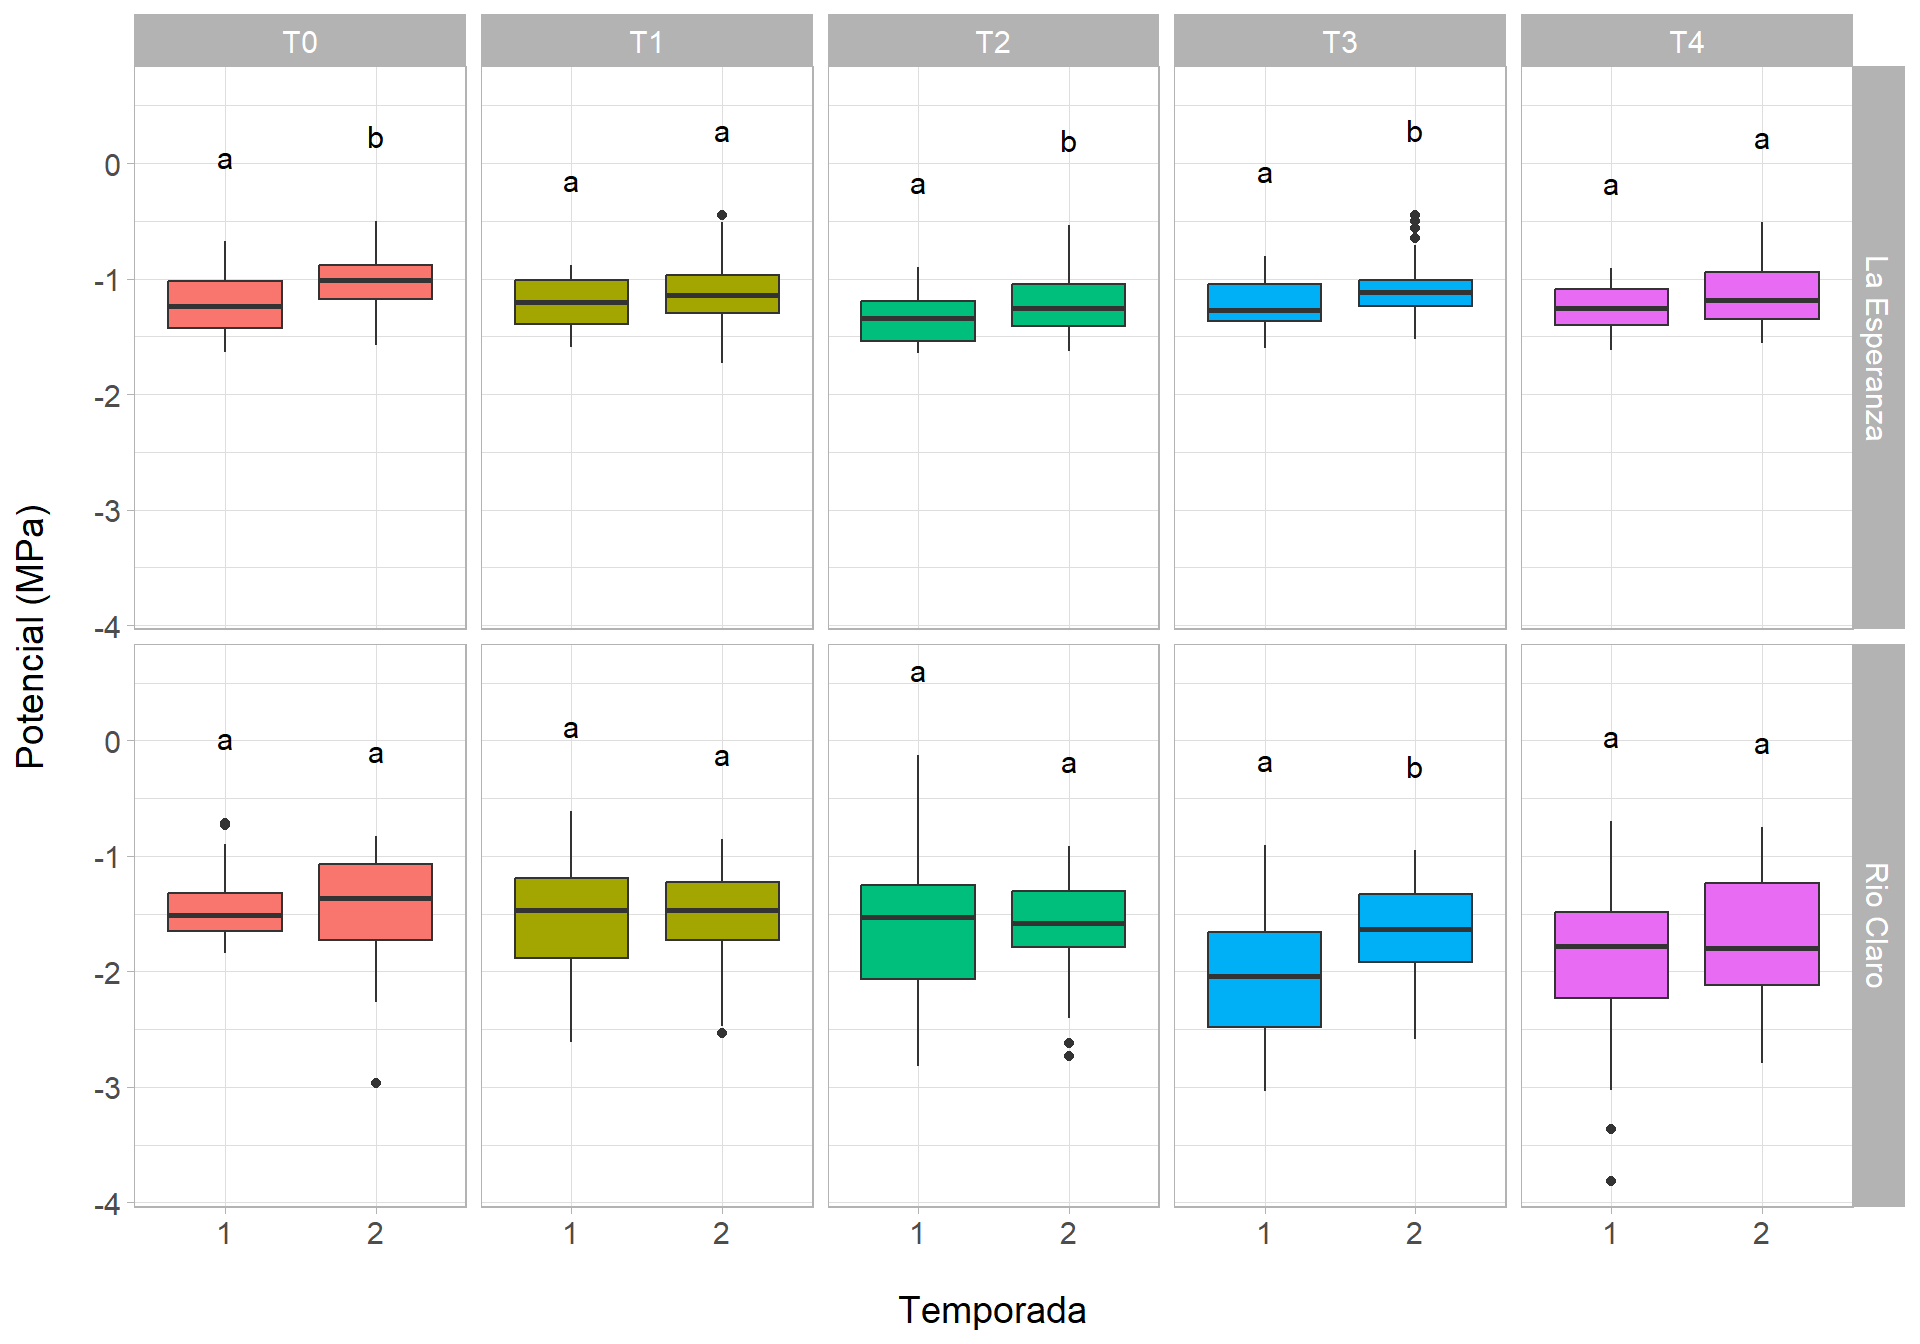 T0 T1 T2 T3 T4
a b a a a b a b a a
0
-1
-2
-3
-4
La Esperanza
Potencial (MPa)
a a a a a a a b a a
0
-1
-2
-3
-4
Rio Claro
1 2 1 2 1 2 1 2 1 2
Temporada